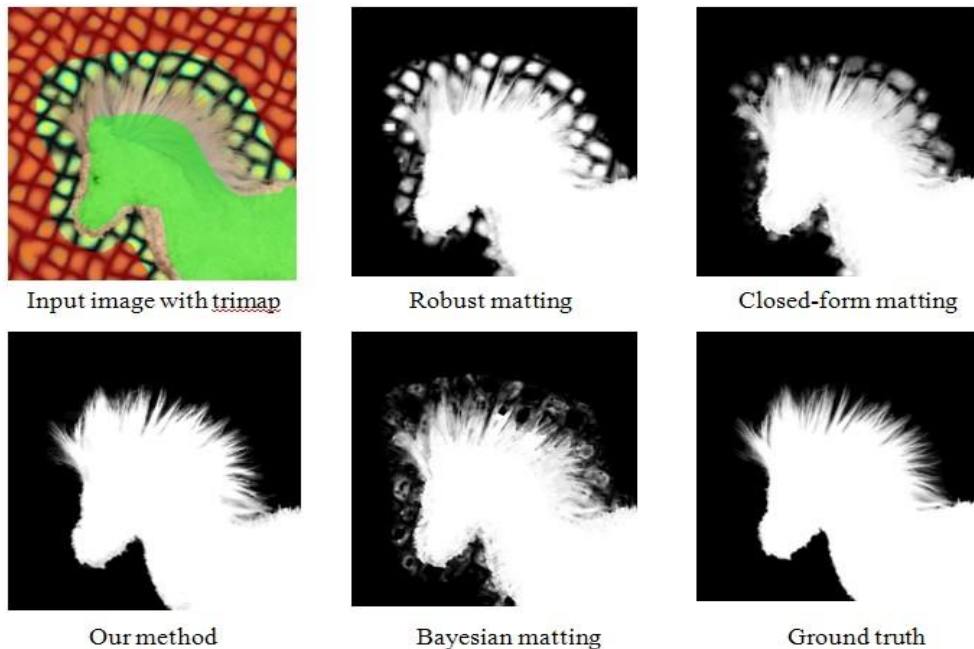 Input image with trimap
Robust matting
Closed-form matting
Our method
Bayesian matting
Ground truth